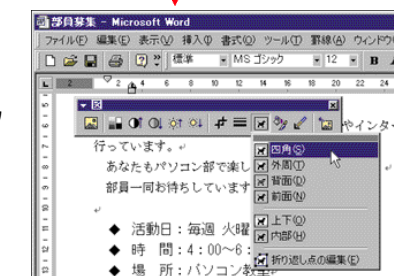 部員募集 - Microsoft Word
ファイル(F) 編集(E) 表示(V) 挿入(I) 書式(O) ツール(T) 罫線(A) ウィンドウ
標準 MS ゴシック 12 B
2 2 4 6 8 10 12 14 16 18 20 22 24
図
やインタ
行っています。
四角(S)
あなたもパソコン部で楽し
外周(T)
背面(D)
部員一同お待ちしています
前面(N)
上下(O)
◆ 活動日：毎週 火曜
内部(H)
◆ 時 間：4：00～6：
折り返し点の編集(E)
◆ 場 所：パソコン教室